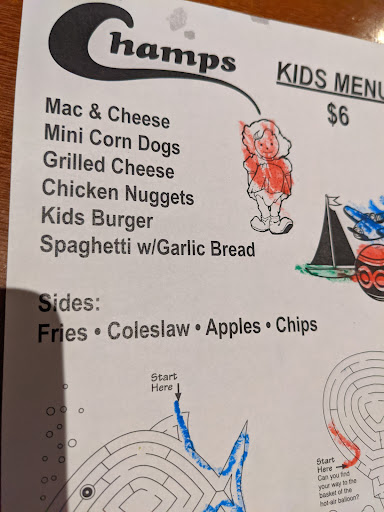 Champs
KIDS MENU
$6
Mac & Cheese
Mini Corn Dogs
Grilled Cheese
Chicken Nuggets
Kids Burger
Spaghetti w/Garlic Bread
Sides:
Fries • Coleslaw • Apples • Chips
Start
Here
Start
Here
Can you find
your way to the
basket of the
hot-air balloon?